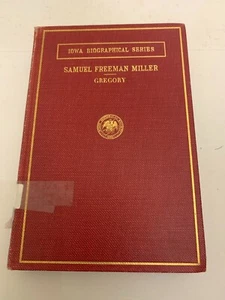 IOWA BIOGRAPHICAL SERIES
SAMUEL FREEMAN MILLER
GREGORY